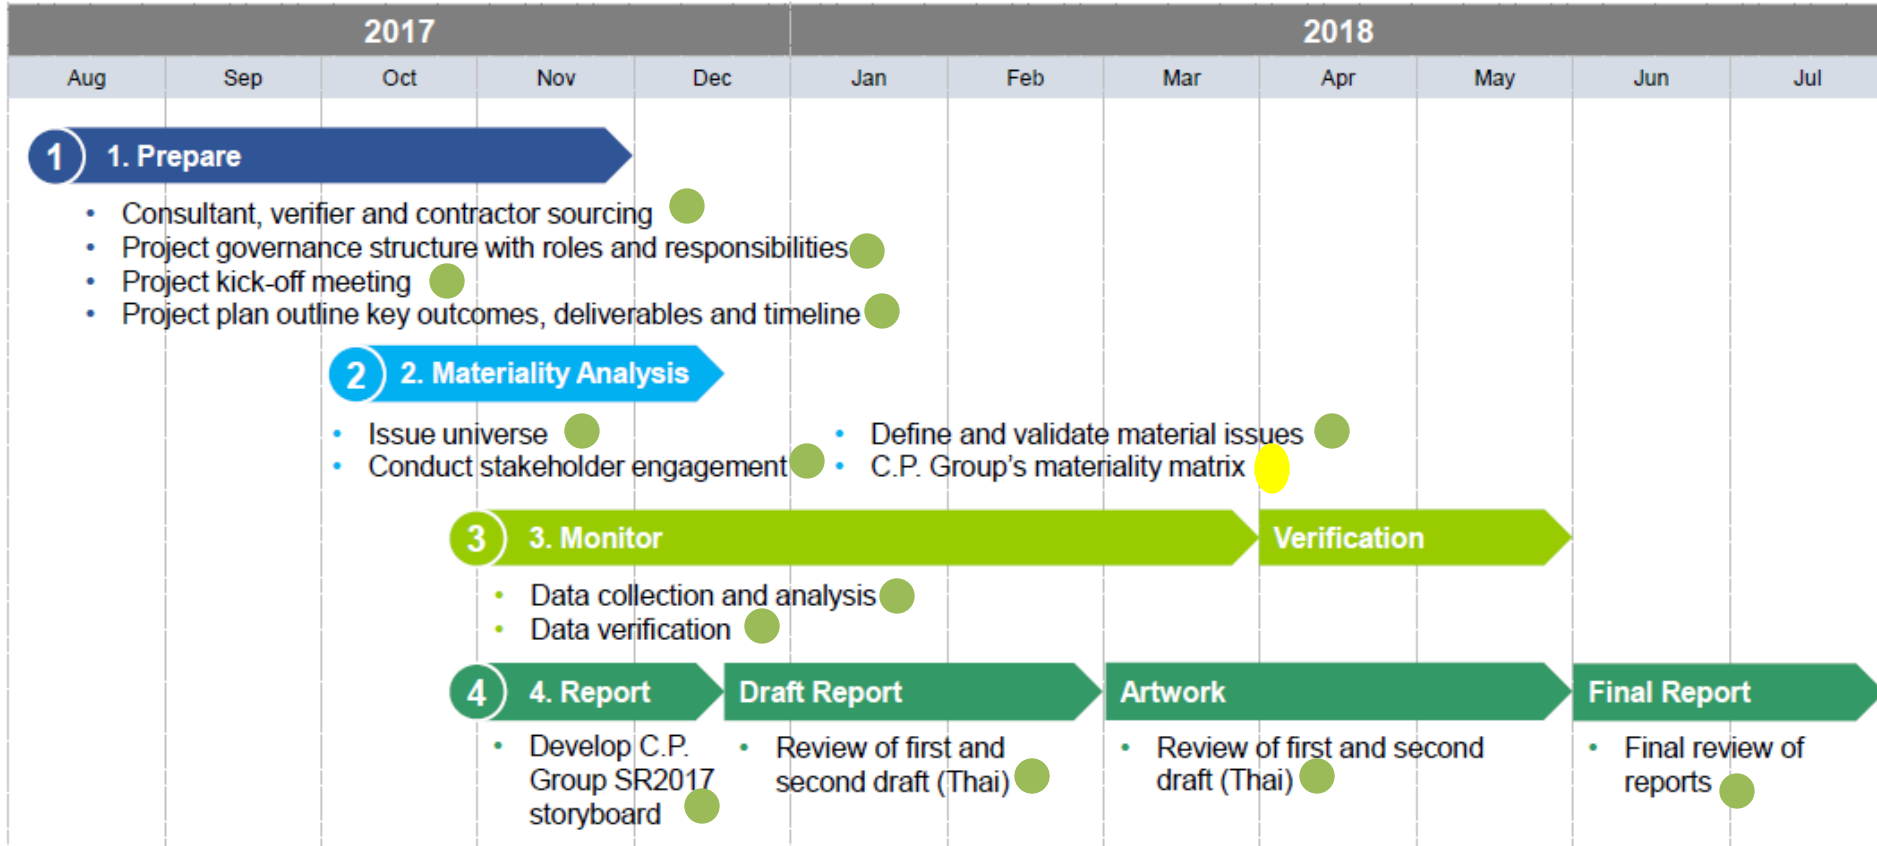 2017 2018
Aug Sep Oct Nov Dec Jan Feb Mar Apr May Jun Jul
1 1. Prepare
• Consultant, verifier and contractor sourcing
• Project governance structure with roles and responsibilities
• Project kick-off meeting
• Project plan outline key outcomes, deliverables and timeline
2 2. Materiality Analysis
• Issue universe
• Conduct stakeholder engagement
• Define and validate material issues
• C.P. Group's materiality matrix
3 3. Monitor Verification
• Data collection and analysis
• Data verification
4 4. Report Draft Report Artwork Final Report
• Develop C.P.
Group SR2017
storyboard
• Review of first and
second draft (Thai)
• Review of first and second
draft (Thai)
• Final review of
reports